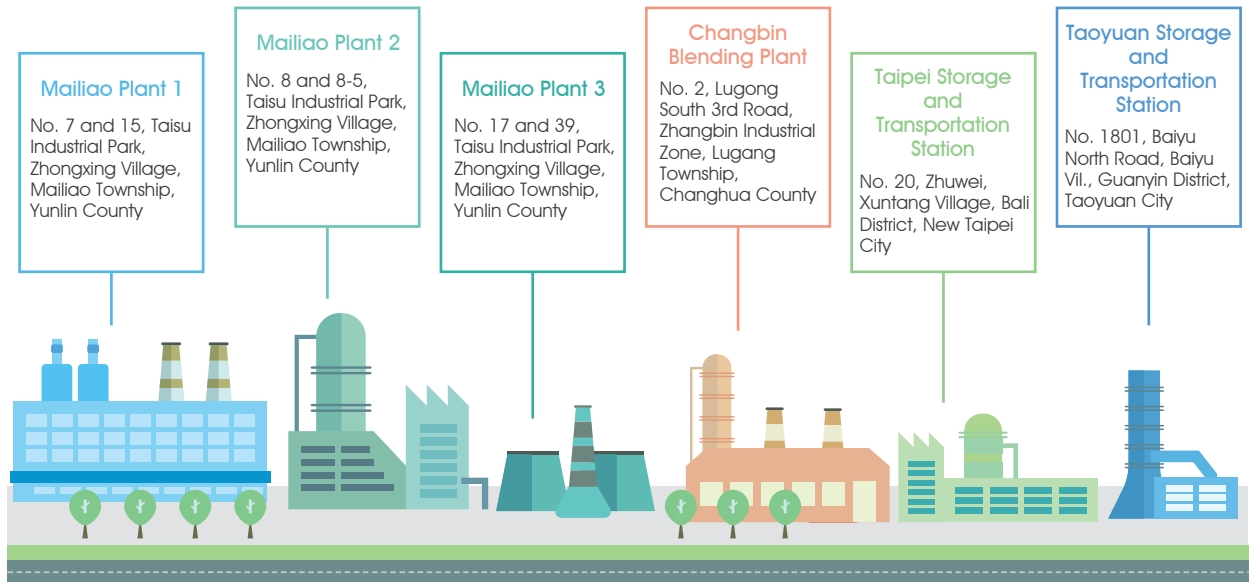 Mailiao Plant 1
No. 7 and 15, Taisu
Industrial Park,
Zhongxing Village,
Mailiao Township,
Yunlin County
Mailiao Plant 2
No. 8 and 8-5,
Taisu Industrial Park,
Zhongxing Village,
Mailiao Township,
Yunlin County
Mailiao Plant 3
No. 17 and 39,
Taisu Industrial Park,
Zhongxing Village,
Mailiao Township,
Yunlin County
Changbin
Blending Plant
No. 2, Lugong
South 3rd Road,
Zhangbin Industrial
Zone, Lugang
Township,
Changhua County
Taipei Storage
and
Transportation
Station
No. 20, Zhuwei,
Xuntang Village, Bali
District, New Taipei
City
Taoyuan Storage
and
Transportation
Station
No. 1801, Baiyu
North Road, Baiyu
Vil., Guanyin District,
Taoyuan City